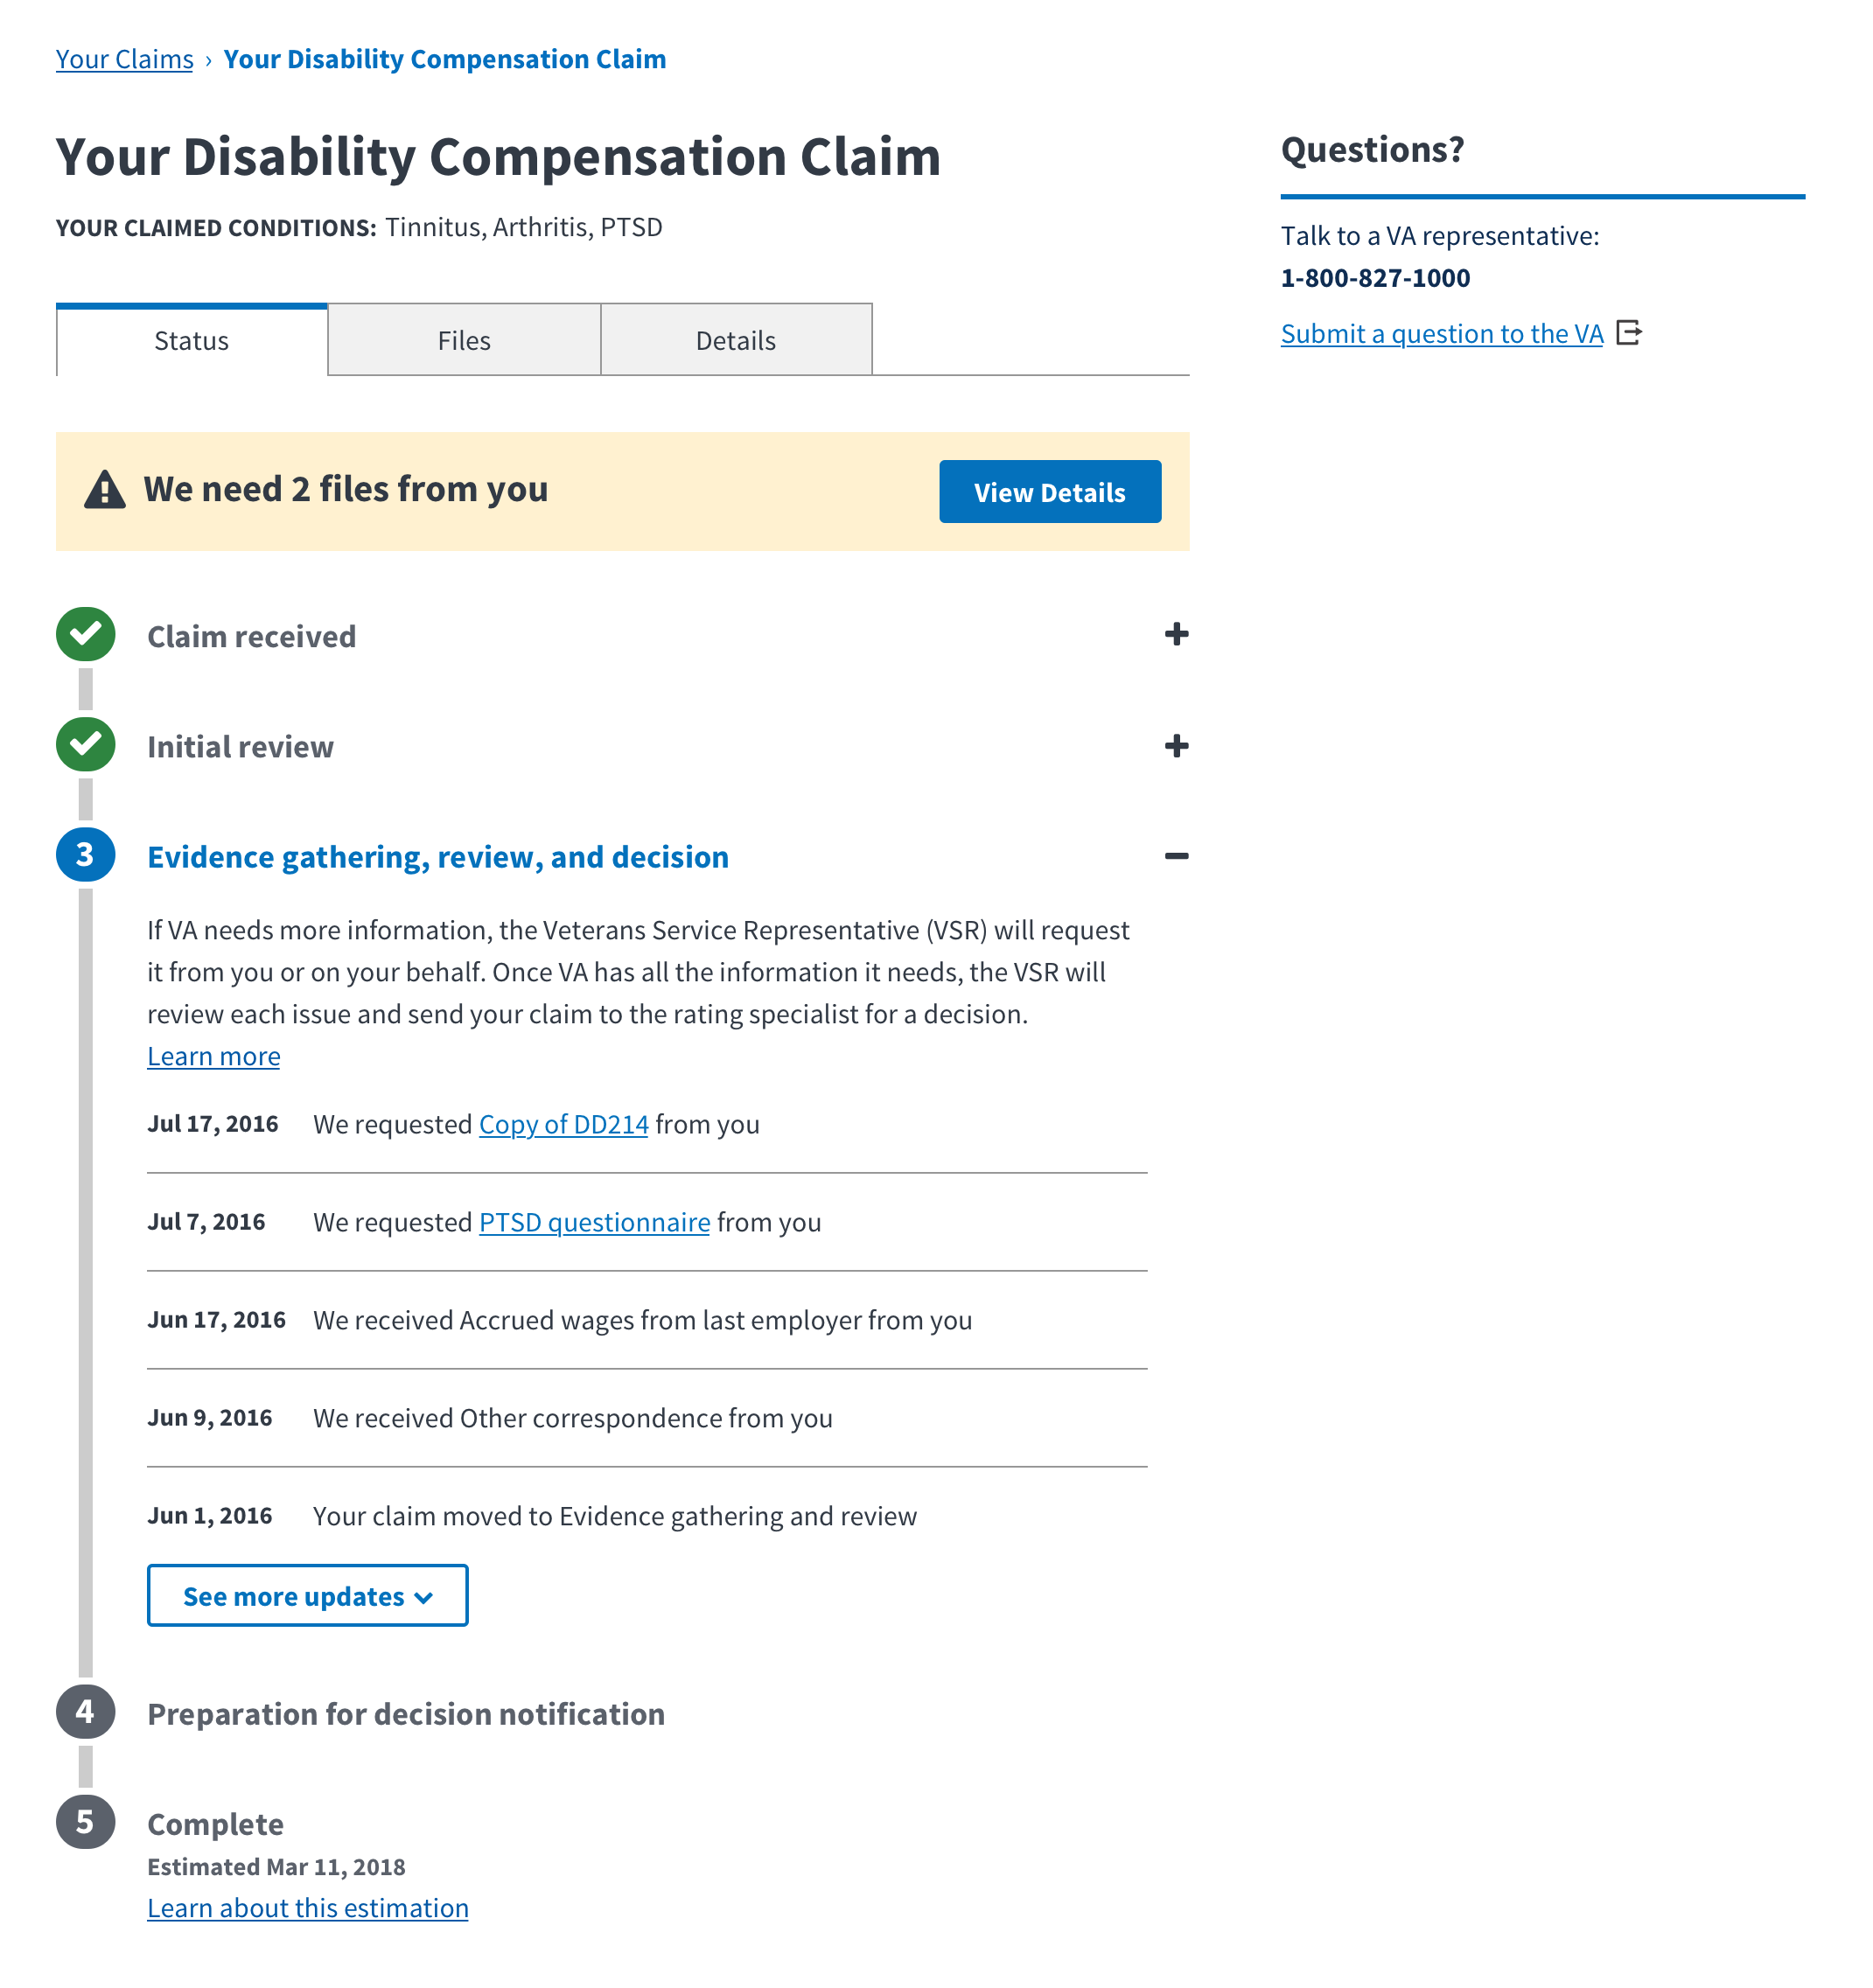 Your Claims › Your Disability Compensation Claim
Your Disability Compensation Claim
YOUR CLAIMED CONDITIONS: Tinnitus, Arthritis, PTSD
Status
Files
Details
We need 2 files from you
View Details
Claim received
Initial review
3
Evidence gathering, review, and decision
If VA needs more information, the Veterans Service Representative (VSR) will request
it from you or on your behalf. Once VA has all the information it needs, the VSR will
review each issue and send your claim to the rating specialist for a decision.
Learn more
Jul 17, 2016 We requested Copy of DD214 from you
Jul 7, 2016 We requested PTSD questionnaire from you
Jun 17, 2016 We received Accrued wages from last employer from you
Jun 9, 2016 We received Other correspondence from you
Jun 1, 2016 Your claim moved to Evidence gathering and review
See more updates
4
Preparation for decision notification
5
Complete
Estimated Mar 11, 2018
Learn about this estimation
Questions?
Talk to a VA representative:
1-800-827-1000
Submit a question to the VA